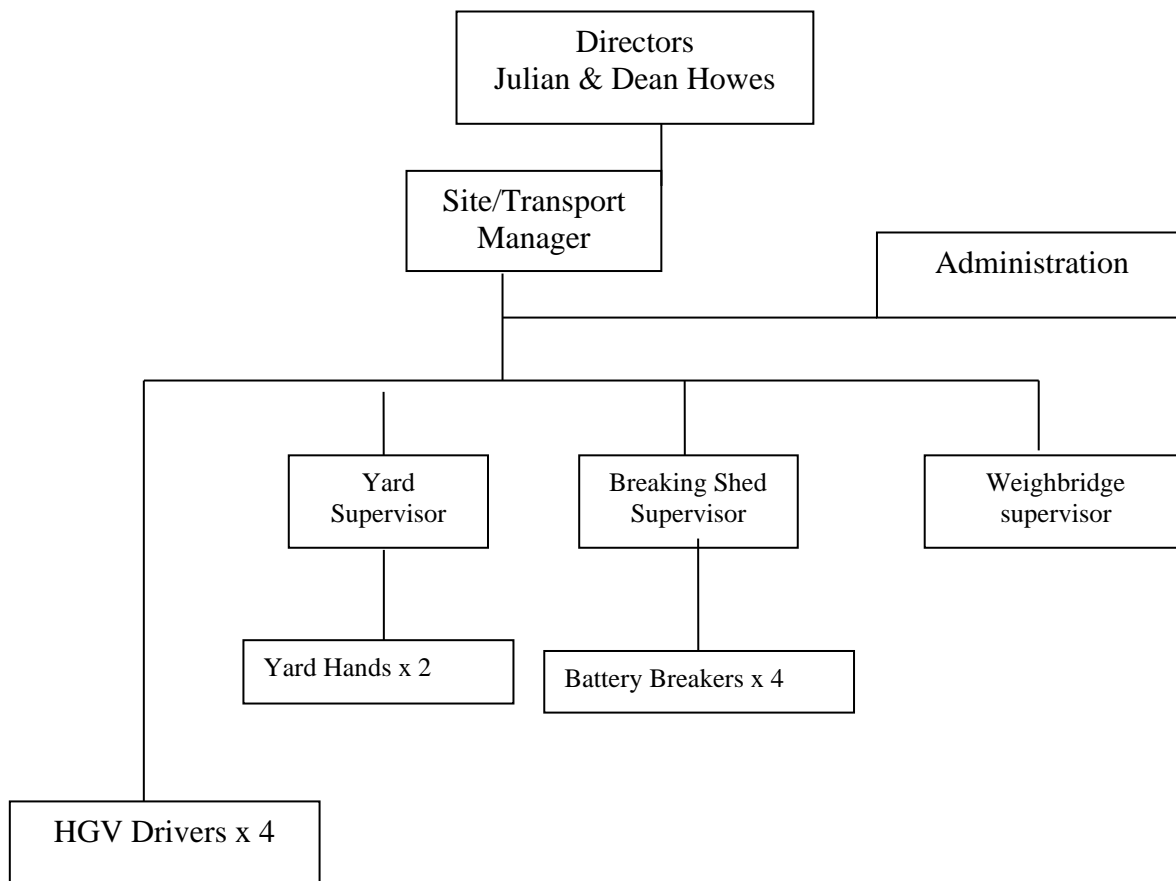 Directors
Julian & Dean Howes
Site/Transport
Manager
Administration
Yard
Supervisor
Breaking Shed
Supervisor
Weighbridge
supervisor
Yard Hands x 2
Battery Breakers x 4
HGV Drivers x 4